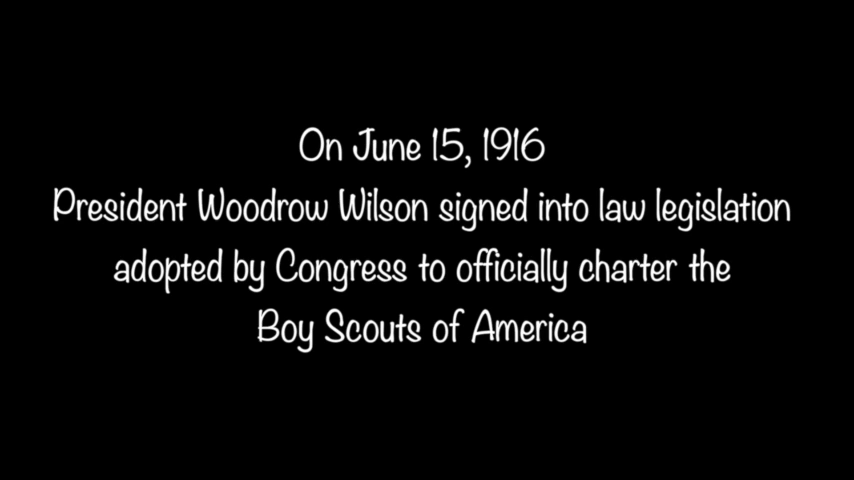 On June 15, 1916
President Woodrow Wilson signed into law legislation
adopted by Congress to officially charter the
Boy Scouts of America